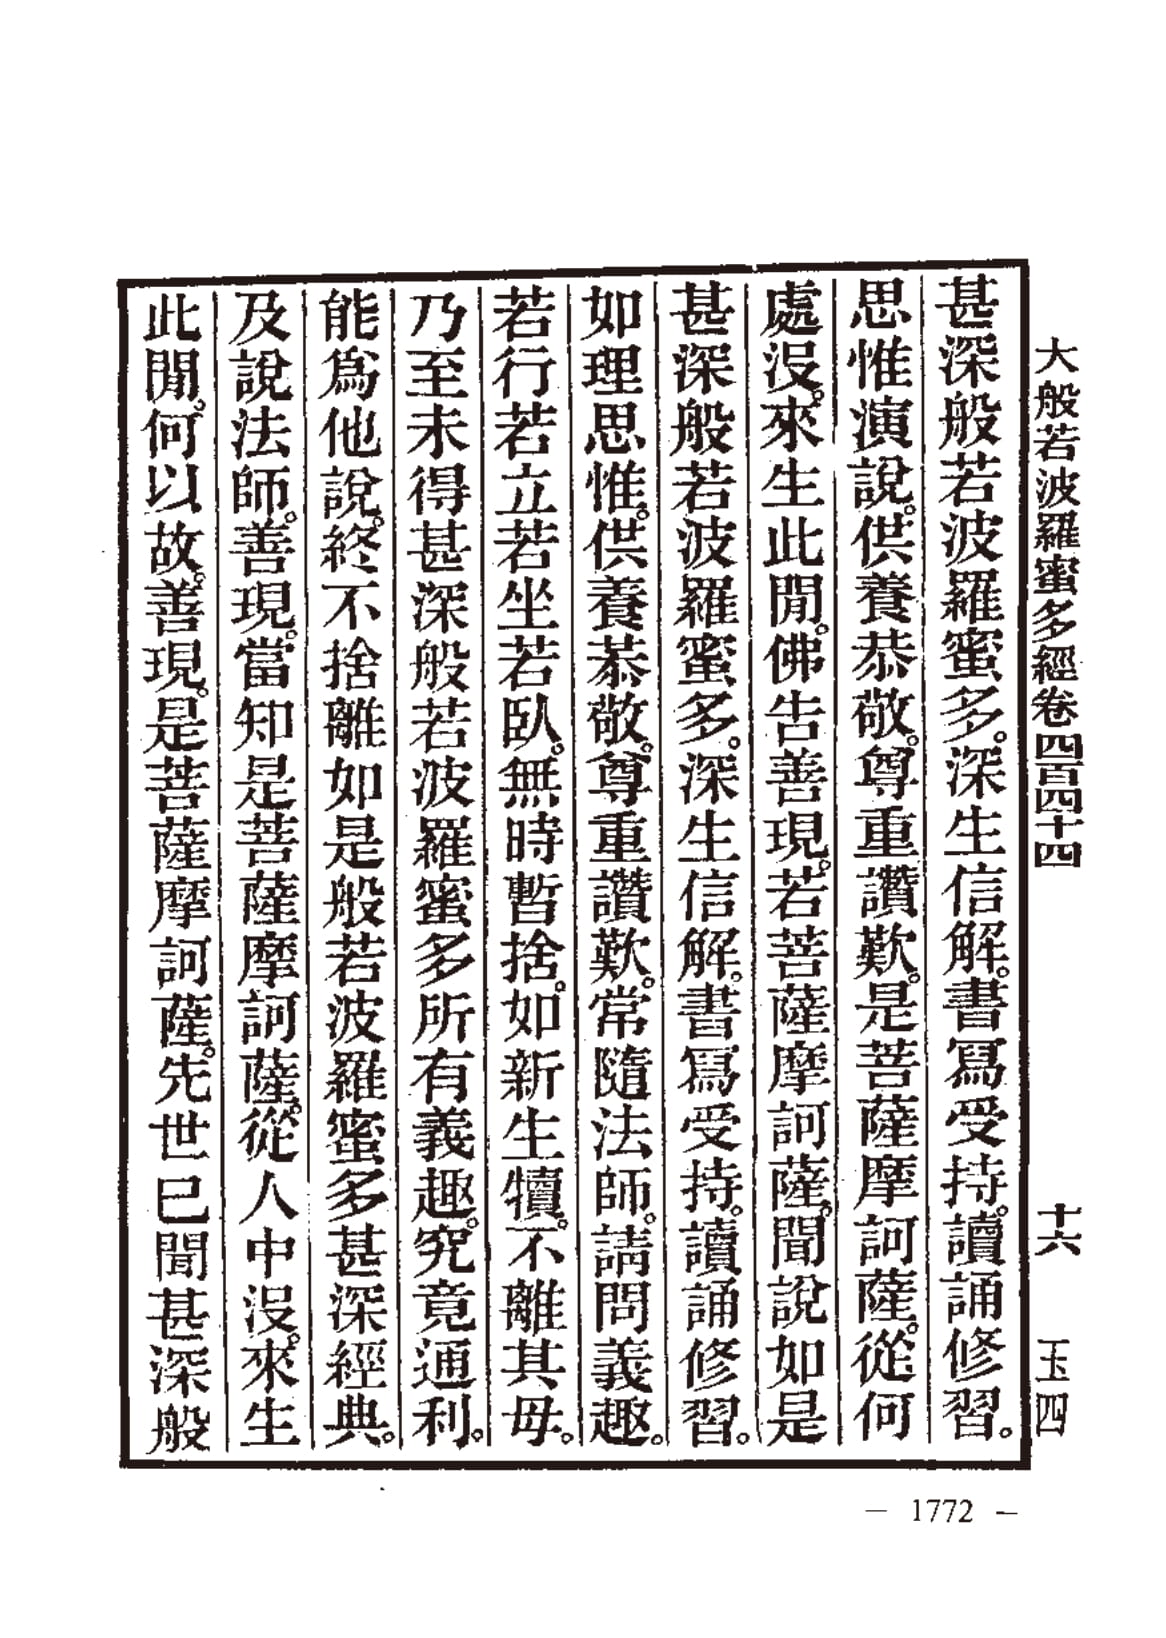 大般若波羅蜜多經卷四百四十四　十六　玉四
甚深般若波羅蜜多。深生信解。書寫受持。讀誦修習。
思惟演說。供養恭敬。尊重讚歎。是菩薩摩訶薩。從何
處沒。來生此閒。佛告善現。若菩薩摩訶薩。聞說如是
甚深般若波羅蜜多。深生信解。書寫受持。讀誦修習。
如理思惟。供養恭敬。尊重讚歎。常隨法師。請問義趣。
若行若立若坐若臥。無時暫捨。如新生犢。不離其母。
乃至未得甚深般若波羅蜜多所有義趣。究竟通利。
能爲他說。終不捨離如是般若波羅蜜多甚深經典。
及說法師。善現。當知是菩薩摩訶薩。從人中沒。來生
此閒。何以故。善現。是菩薩摩訶薩。先世已聞甚深般
— 1772 —